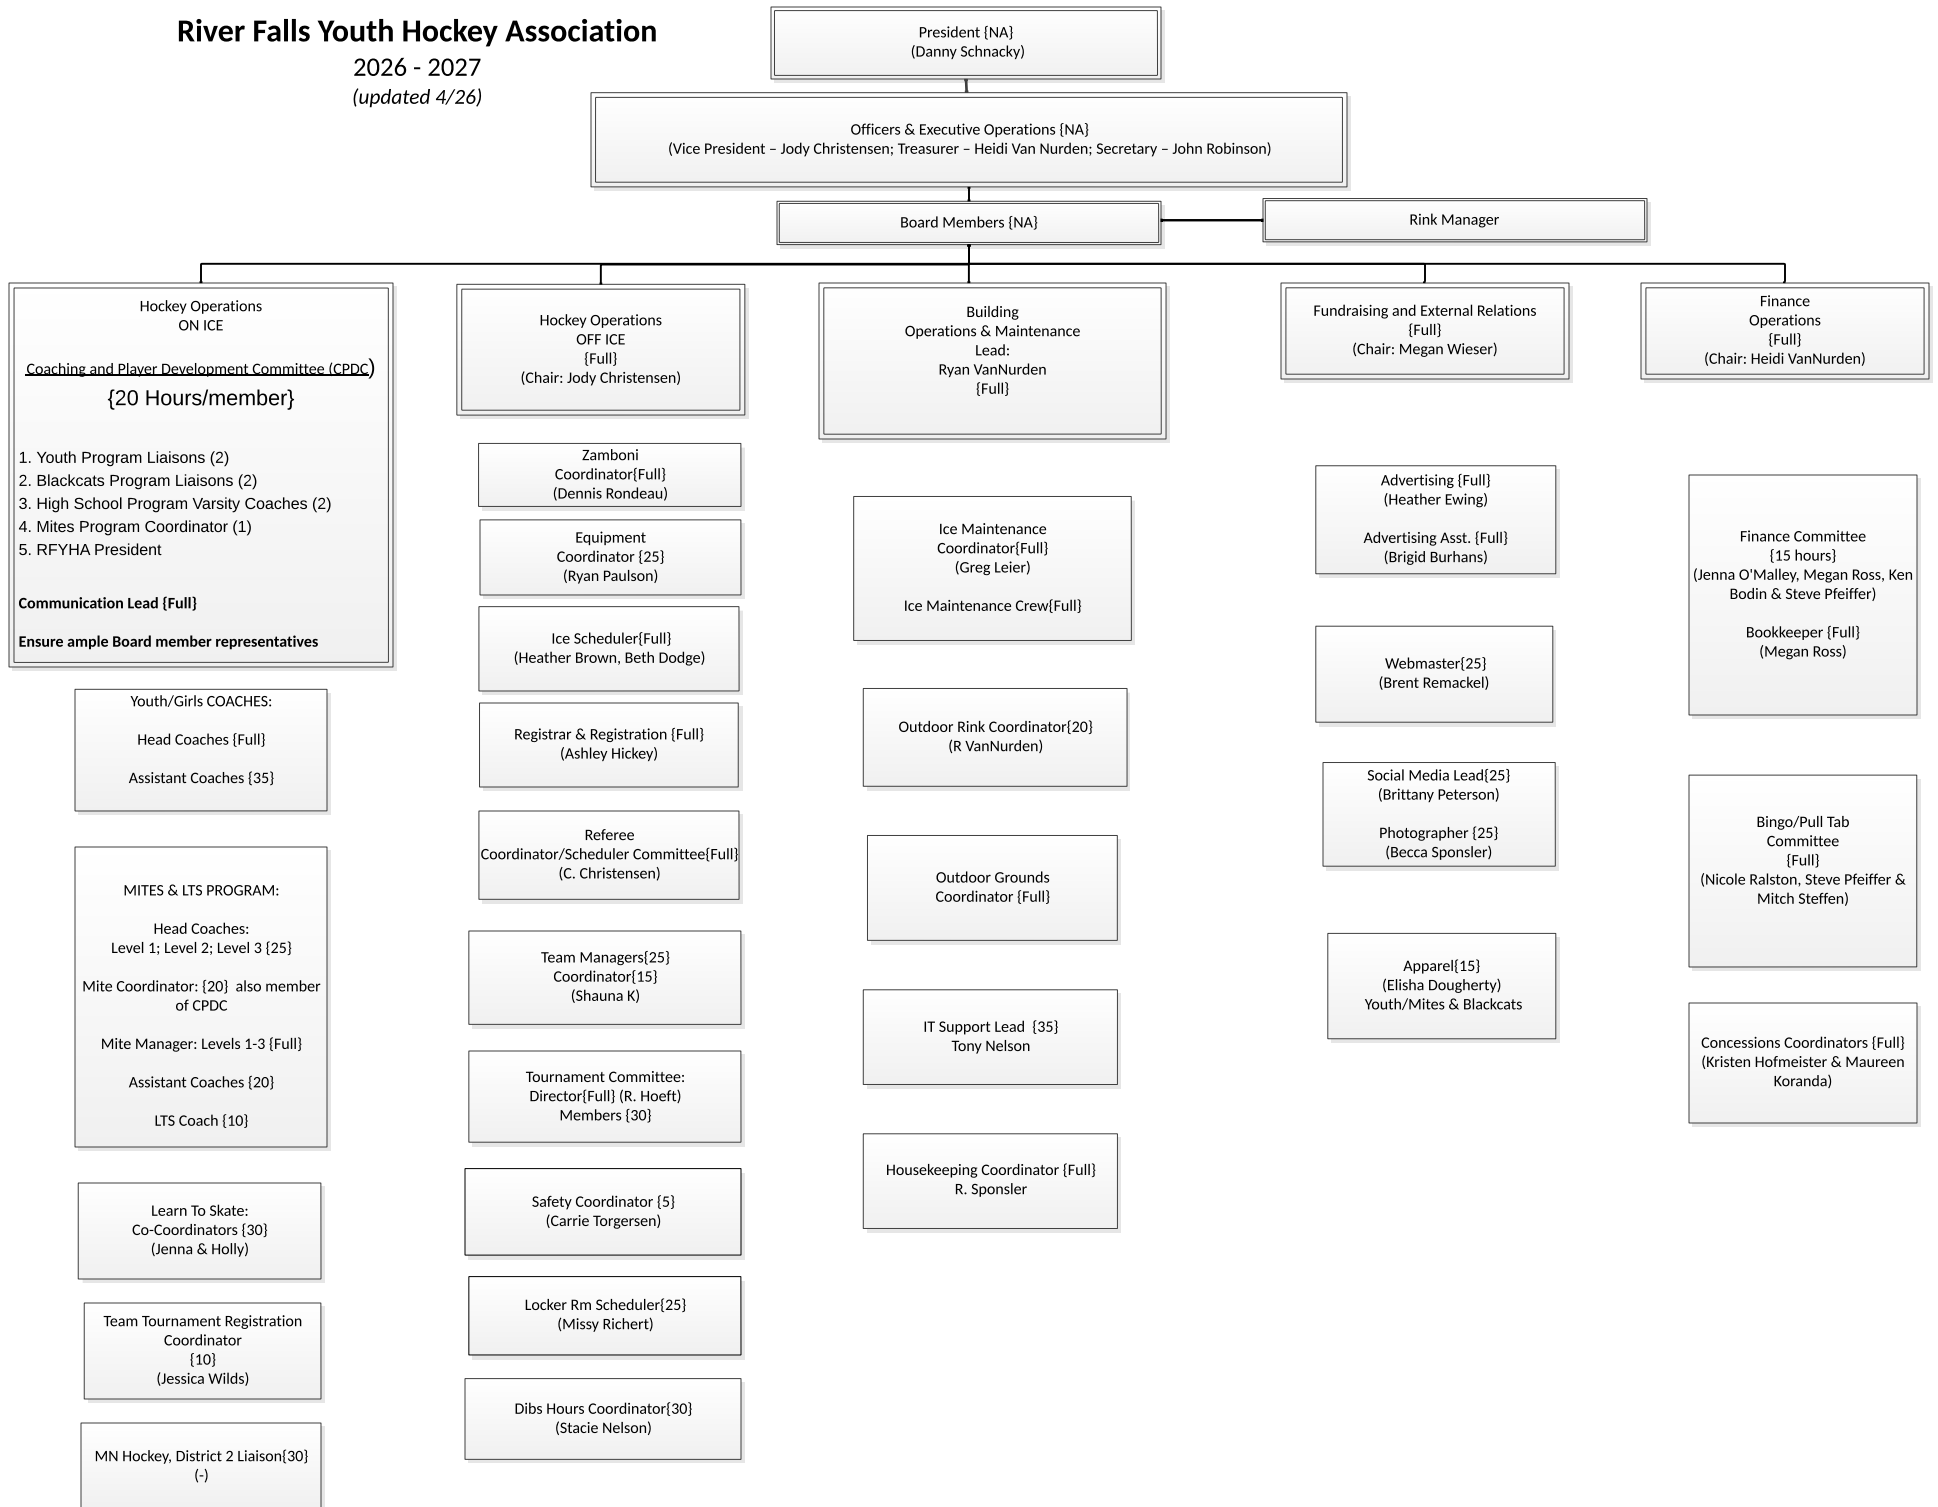 River Falls Youth Hockey Association
2026 - 2027
(updated 4/26)
President {NA}
(Danny Schnacky)
Officers & Executive Operations {NA}
(Vice President – Jody Christensen; Treasurer – Heidi Van Nurden; Secretary – John Robinson)
Board Members {NA}
Rink Manager
Hockey Operations
ON ICE
Coaching and Player Development Committee (CPDC)
{20 Hours/member}
1. Youth Program Liaisons (2)
2. Blackcats Program Liaisons (2)
3. High School Program Varsity Coaches (2)
4. Mites Program Coordinator (1)
5. RFYHA President
Communication Lead {Full}
Ensure ample Board member representatives
Youth/Girls COACHES:
Head Coaches {Full}
Assistant Coaches {35}
MITES & LTS PROGRAM:
Head Coaches:
Level 1; Level 2; Level 3 {25}
Mite Coordinator: {20}  also member
of CPDC
Mite Manager: Levels 1-3 {Full}
Assistant Coaches {20}
LTS Coach {10}
Learn To Skate:
Co-Coordinators {30}
(Jenna & Holly)
Team Tournament Registration
Coordinator
{10}
(Jessica Wilds)
MN Hockey, District 2 Liaison{30}
(-)
Hockey Operations
OFF ICE
{Full}
(Chair: Jody Christensen)
Zamboni
Coordinator{Full}
(Dennis Rondeau)
Equipment
Coordinator {25}
(Ryan Paulson)
Ice Scheduler{Full}
(Heather Brown, Beth Dodge)
Registrar & Registration {Full}
(Ashley Hickey)
Referee
Coordinator/Scheduler Committee{Full}
(C. Christensen)
Team Managers{25}
Coordinator{15}
(Shauna K)
Tournament Committee:
Director{Full} (R. Hoeft)
Members {30}
Safety Coordinator {5}
(Carrie Torgersen)
Locker Rm Scheduler{25}
(Missy Richert)
Dibs Hours Coordinator{30}
(Stacie Nelson)
Building
Operations & Maintenance
Lead:
Ryan VanNurden
{Full}
Ice Maintenance
Coordinator{Full}
(Greg Leier)
Ice Maintenance Crew{Full}
Outdoor Rink Coordinator{20}
(R VanNurden)
Outdoor Grounds
Coordinator {Full}
IT Support Lead  {35}
Tony Nelson
Housekeeping Coordinator {Full}
R. Sponsler
Fundraising and External Relations
{Full}
(Chair: Megan Wieser)
Advertising {Full}
(Heather Ewing)
Advertising Asst. {Full}
(Brigid Burhans)
Webmaster{25}
(Brent Remackel)
Social Media Lead{25}
(Brittany Peterson)
Photographer {25}
(Becca Sponsler)
Apparel{15}
(Elisha Dougherty)
Youth/Mites & Blackcats
Finance
Operations
{Full}
(Chair: Heidi VanNurden)
Finance Committee
{15 hours}
(Jenna O'Malley, Megan Ross, Ken
Bodin & Steve Pfeiffer)
Bookkeeper {Full}
(Megan Ross)
Bingo/Pull Tab
Committee
{Full}
(Nicole Ralston, Steve Pfeiffer &
Mitch Steffen)
Concessions Coordinators {Full}
(Kristen Hofmeister & Maureen
Koranda)